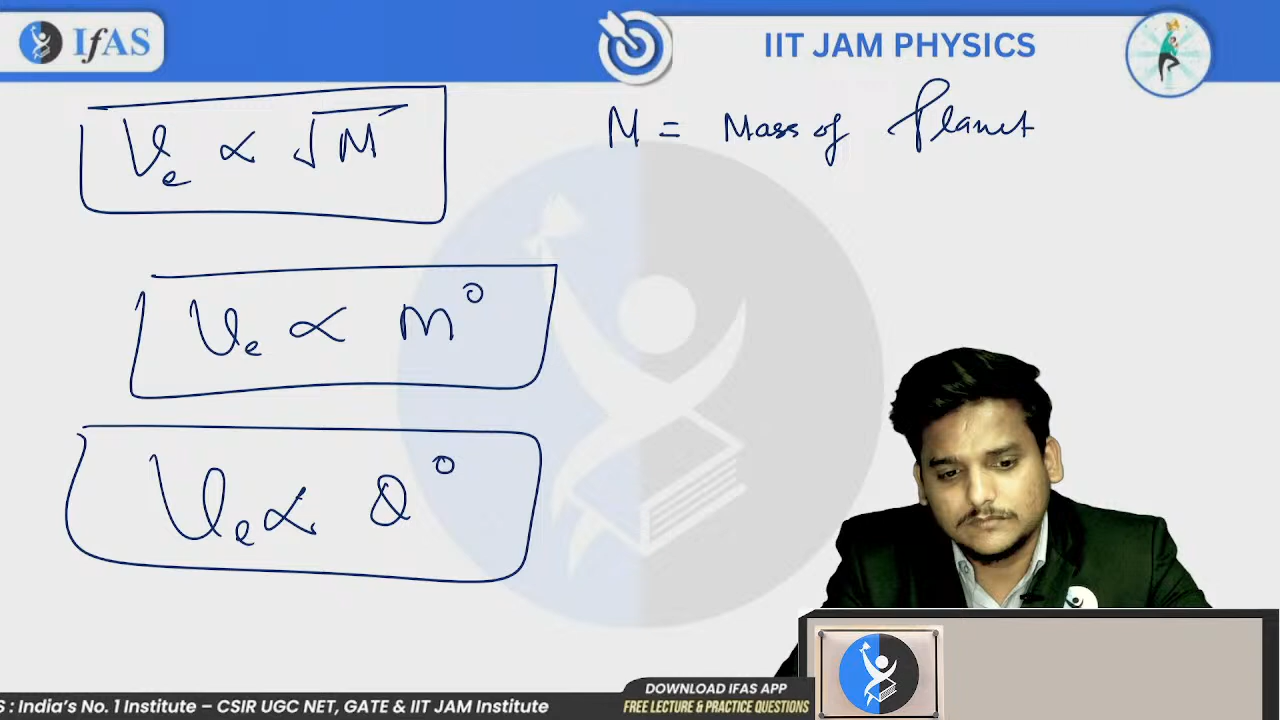 IfAS
IIT JAM PHYSICS
Ve ∝ √M
M = Mass of Planet
Ve ∝ m⁰
Ve ∝ θ⁰
S : India's No. 1 Institute – CSIR UGC NET, GATE & IIT JAM Institute
DOWNLOAD IFAS APP
FREE LECTURE & PRACTICE QUESTIONS